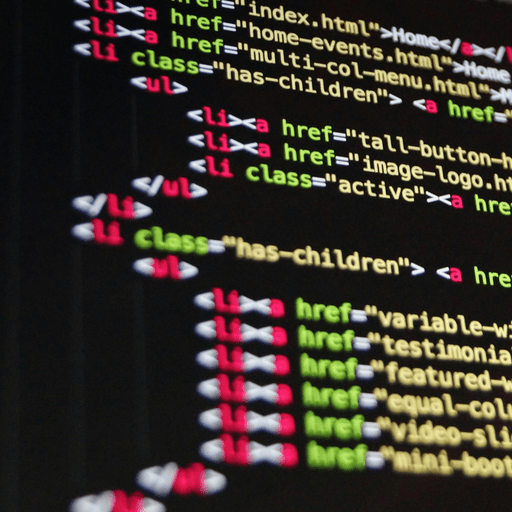 <li><a href="index.html">Home</a></
<li><a href="home-events.html">Home
<li><a href="multi-col-menu.html">M
<li class="has-children"> <a href="
<ul>
<li><a href="tall-button-h
<li><a href="image-logo.ht
<li class="active"><a hre
</ul>
</li>
<li class="has-children"> <a hre
<ul>
<li><a href="variable-wi
<li><a href="testimonia
<li><a href="featured-w
<li><a href="equal-colu
<li><a href="video-sli
<li><a href="mini-boot
</ul>
</li>